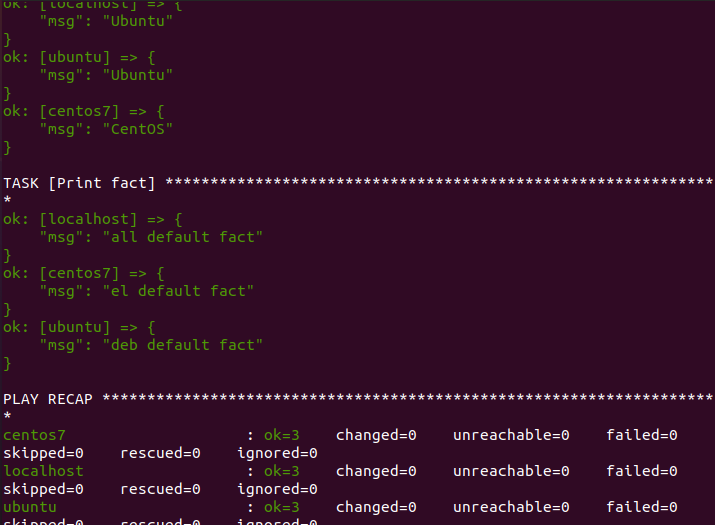 ok: [localhost] => {
    "msg": "Ubuntu"
}
ok: [ubuntu] => {
    "msg": "Ubuntu"
}
ok: [centos7] => {
    "msg": "CentOS"
}
TASK [Print fact] *************************************************************
*
ok: [localhost] => {
    "msg": "all default fact"
}
ok: [centos7] => {
    "msg": "el default fact"
}
ok: [ubuntu] => {
    "msg": "deb default fact"
}
PLAY RECAP ********************************************************************
*
centos7                    : ok=3    changed=0    unreachable=0    failed=0
skipped=0    rescued=0    ignored=0
localhost                  : ok=3    changed=0    unreachable=0    failed=0
skipped=0    rescued=0    ignored=0
ubuntu                     : ok=3    changed=0    unreachable=0    failed=0
skipped=0    rescued=0    ignored=0